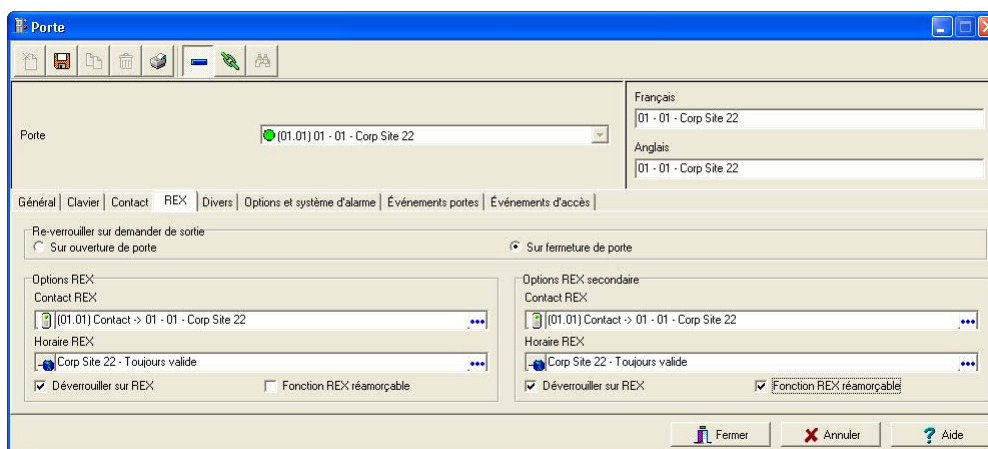 Porte
Porte
(01.01) 01 - 01 - Corp Site 22
Français
01 - 01 - Corp Site 22
Anglais
01 - 01 - Corp Site 22
Général Clavier Contact REX Divers Options et système d'alarme Événements portes Événements d'accès
Re-verrouiller sur demander de sortie
Sur ouverture de porte Sur fermeture de porte
Options REX
Contact REX
(01.01) Contact -> 01 - 01 - Corp Site 22
Horaire REX
Corp Site 22 - Toujours valide
Déverrouiller sur REX Fonction REX réamorçable
Options REX secondaire
Contact REX
(01.01) Contact -> 01 - 01 - Corp Site 22
Horaire REX
Corp Site 22 - Toujours valide
Déverrouiller sur REX Fonction REX réamorçable
Fermer Annuler Aide